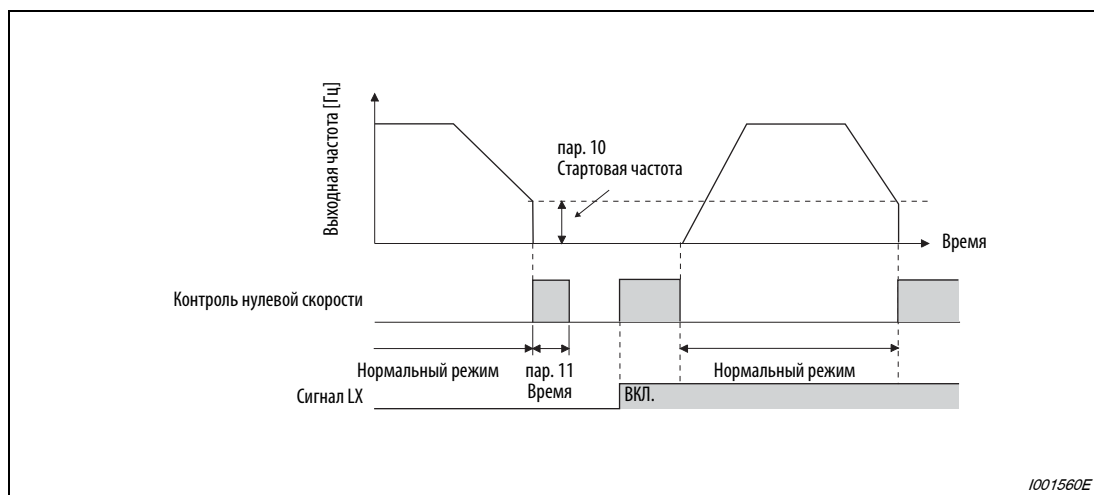 Выходная частота [Гц]
пар. 10
Стартовая частота
Время
Контроль нулевой скорости
Нормальный режим
пар. 11
Время
Нормальный режим
Сигнал LX
ВКЛ.
I001560E